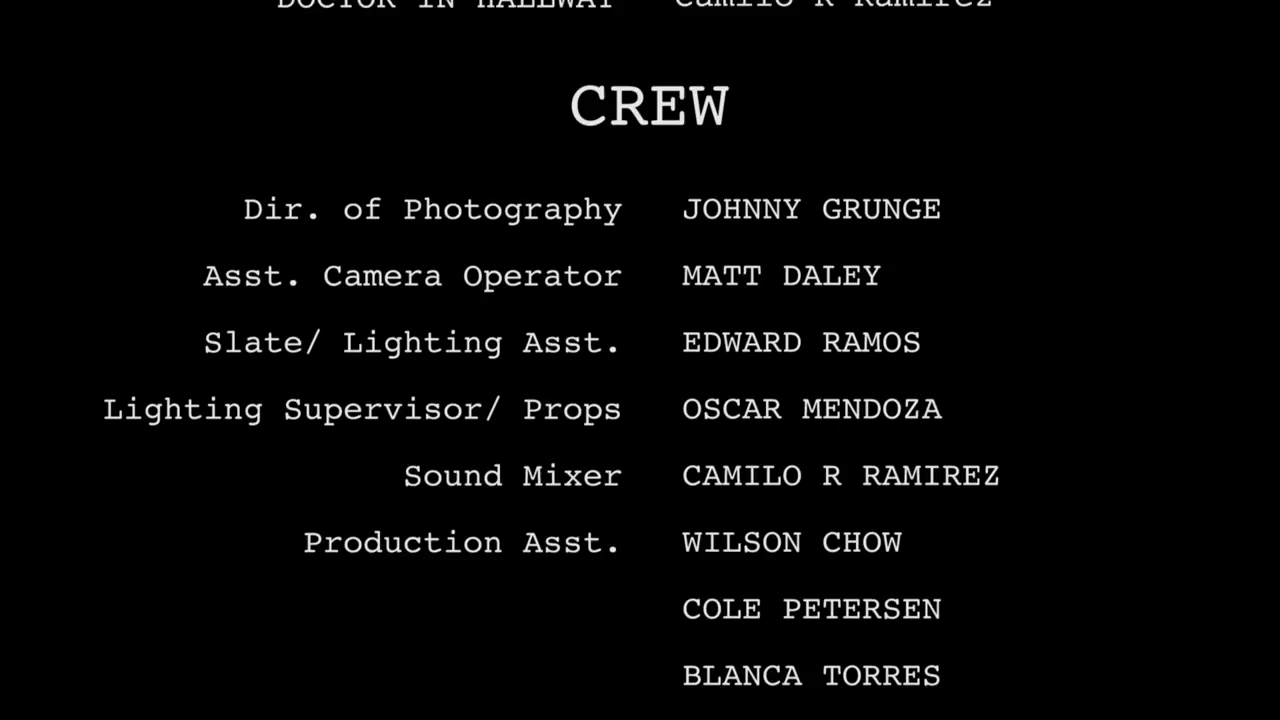 DOCTOR IN HALLWAY Camilo R Ramirez
CREW
Dir. of Photography JOHNNY GRUNGE
Asst. Camera Operator MATT DALEY
Slate/ Lighting Asst. EDWARD RAMOS
Lighting Supervisor/ Props OSCAR MENDOZA
Sound Mixer CAMILO R RAMIREZ
Production Asst. WILSON CHOW
COLE PETERSEN
BLANCA TORRES